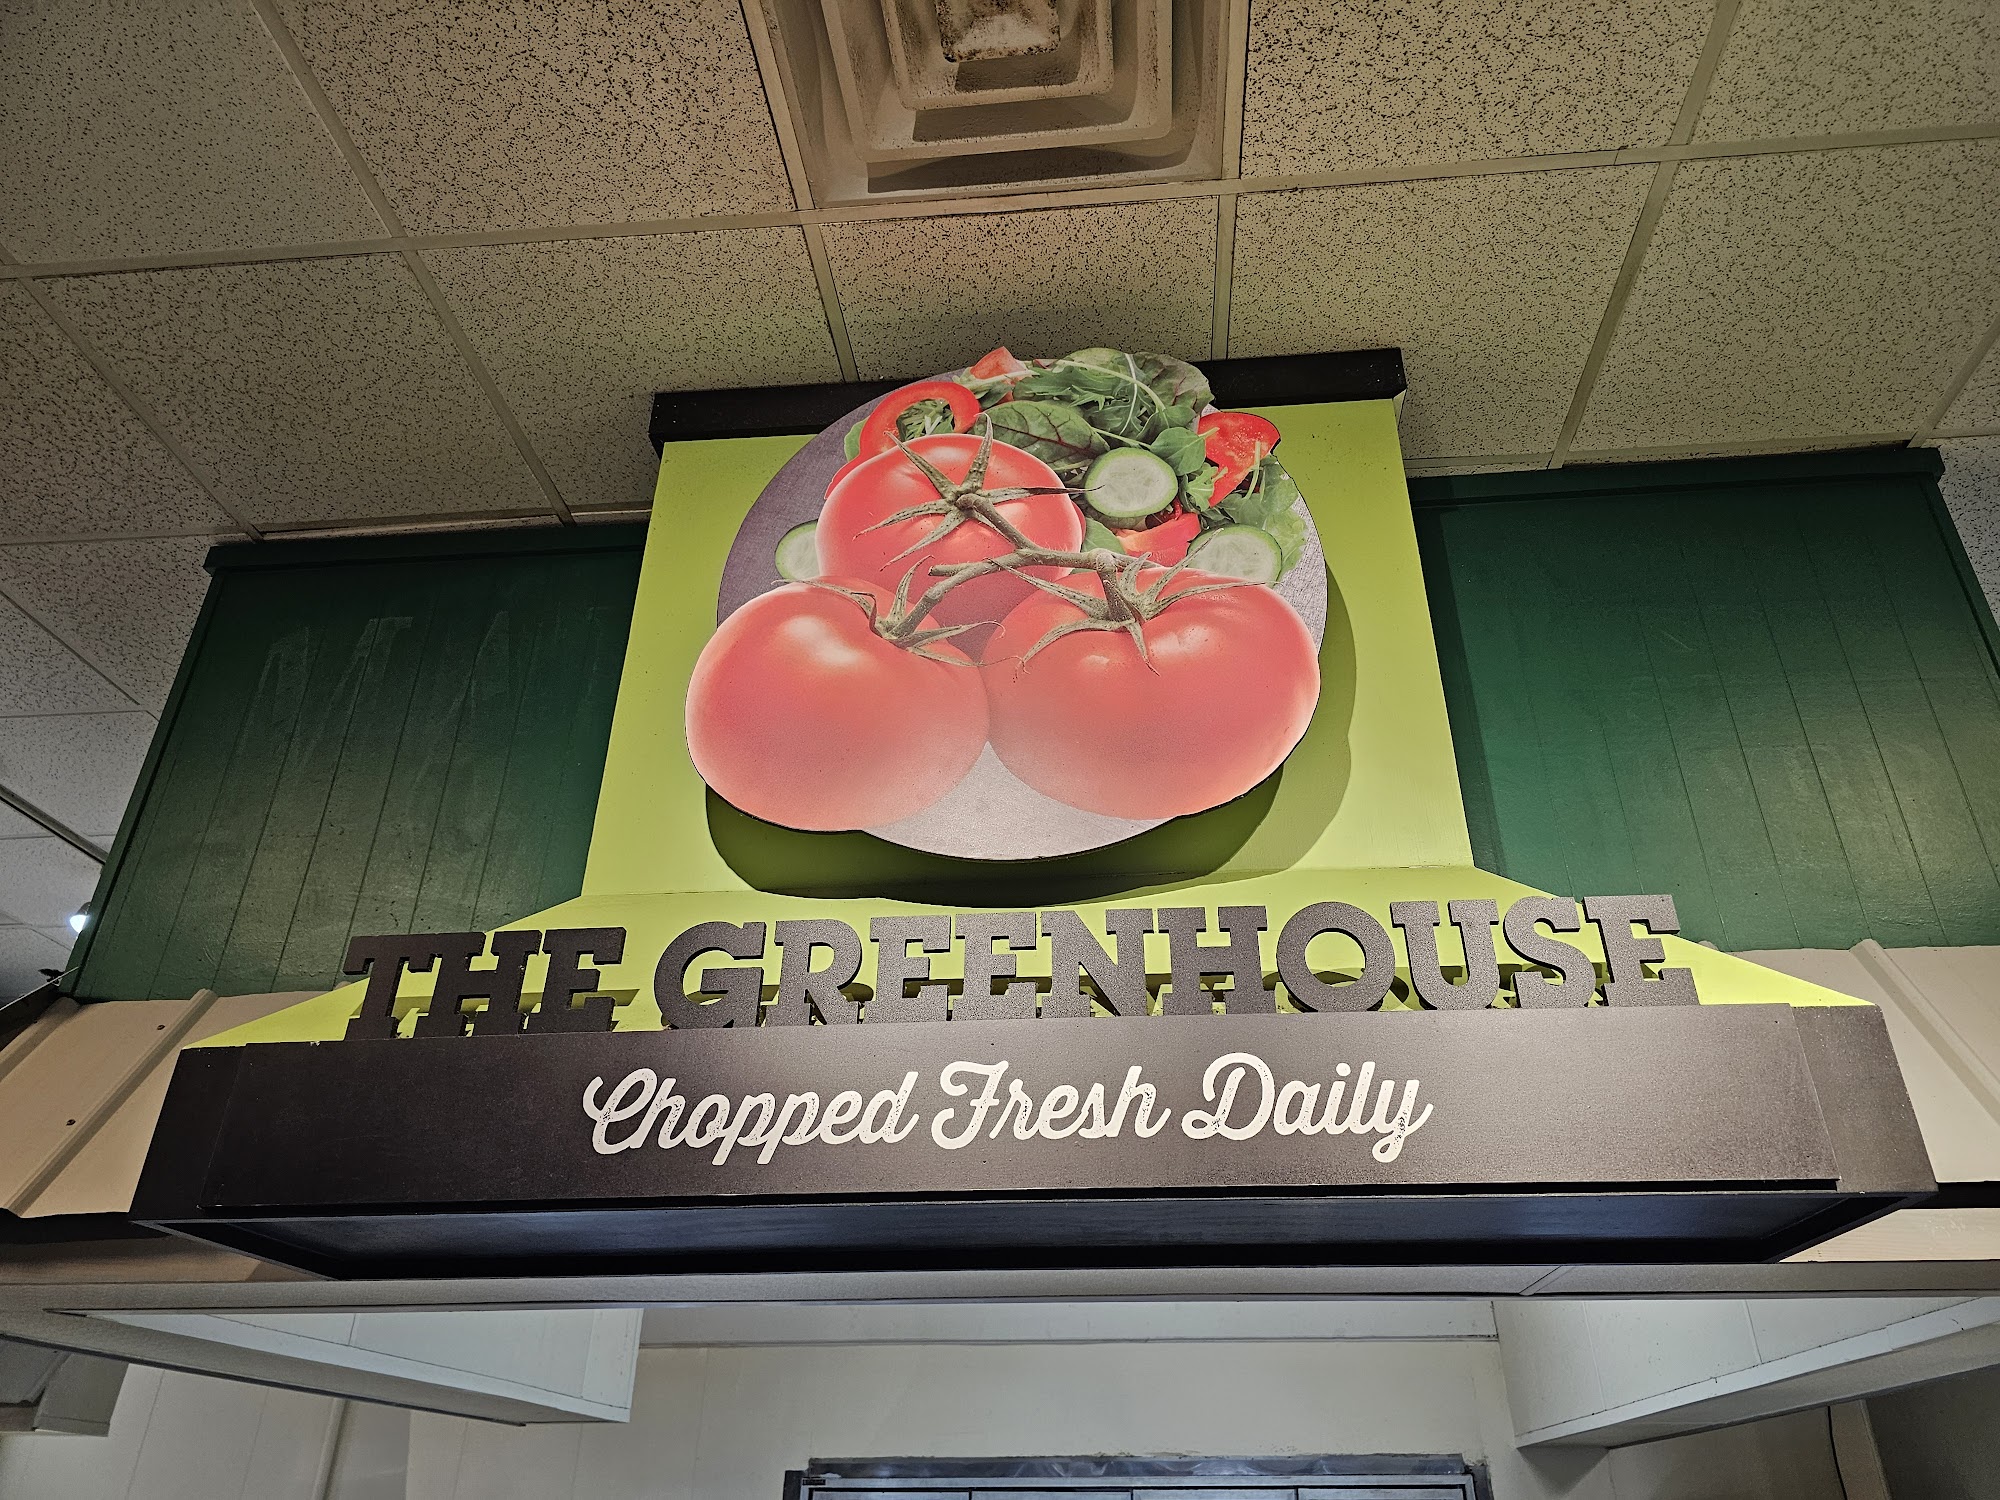 THE GREENHOUSE
Chopped Fresh Daily